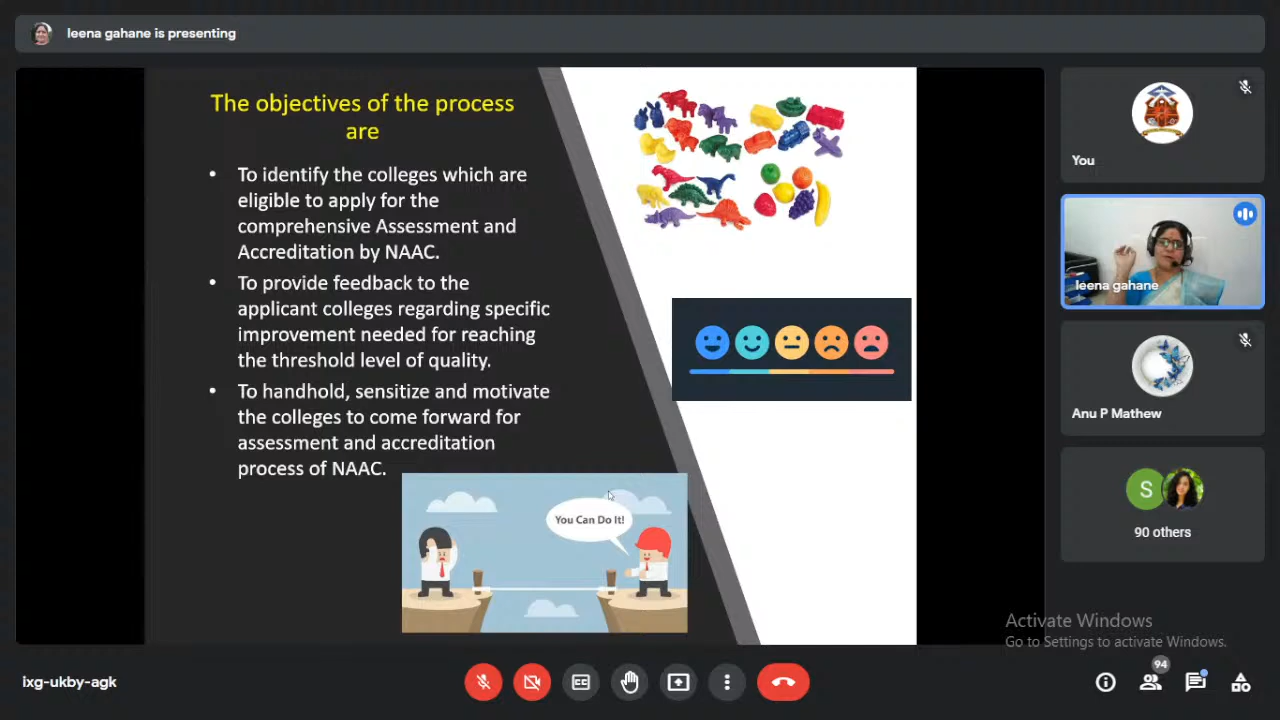 leena gahane is presenting
The objectives of the process
are
• To identify the colleges which are
eligible to apply for the
comprehensive Assessment and
Accreditation by NAAC.
• To provide feedback to the
applicant colleges regarding specific
improvement needed for reaching
the threshold level of quality.
• To handhold, sensitize and motivate
the colleges to come forward for
assessment and accreditation
process of NAAC.
You Can Do It!
You
leena gahane
Anu P Mathew
S
90 others
Activate Windows
Go to Settings to activate Windows.
ixg-ukby-agk
CC
94